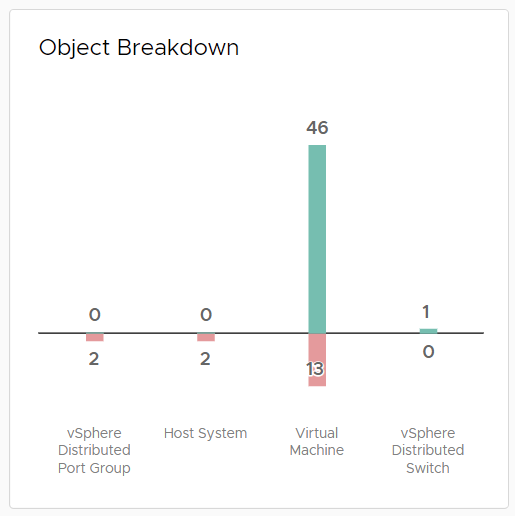 Object Breakdown
46
0
0
1
2
2
13
0
vSphere
Distributed
Port Group
Host System
Virtual
Machine
vSphere
Distributed
Switch